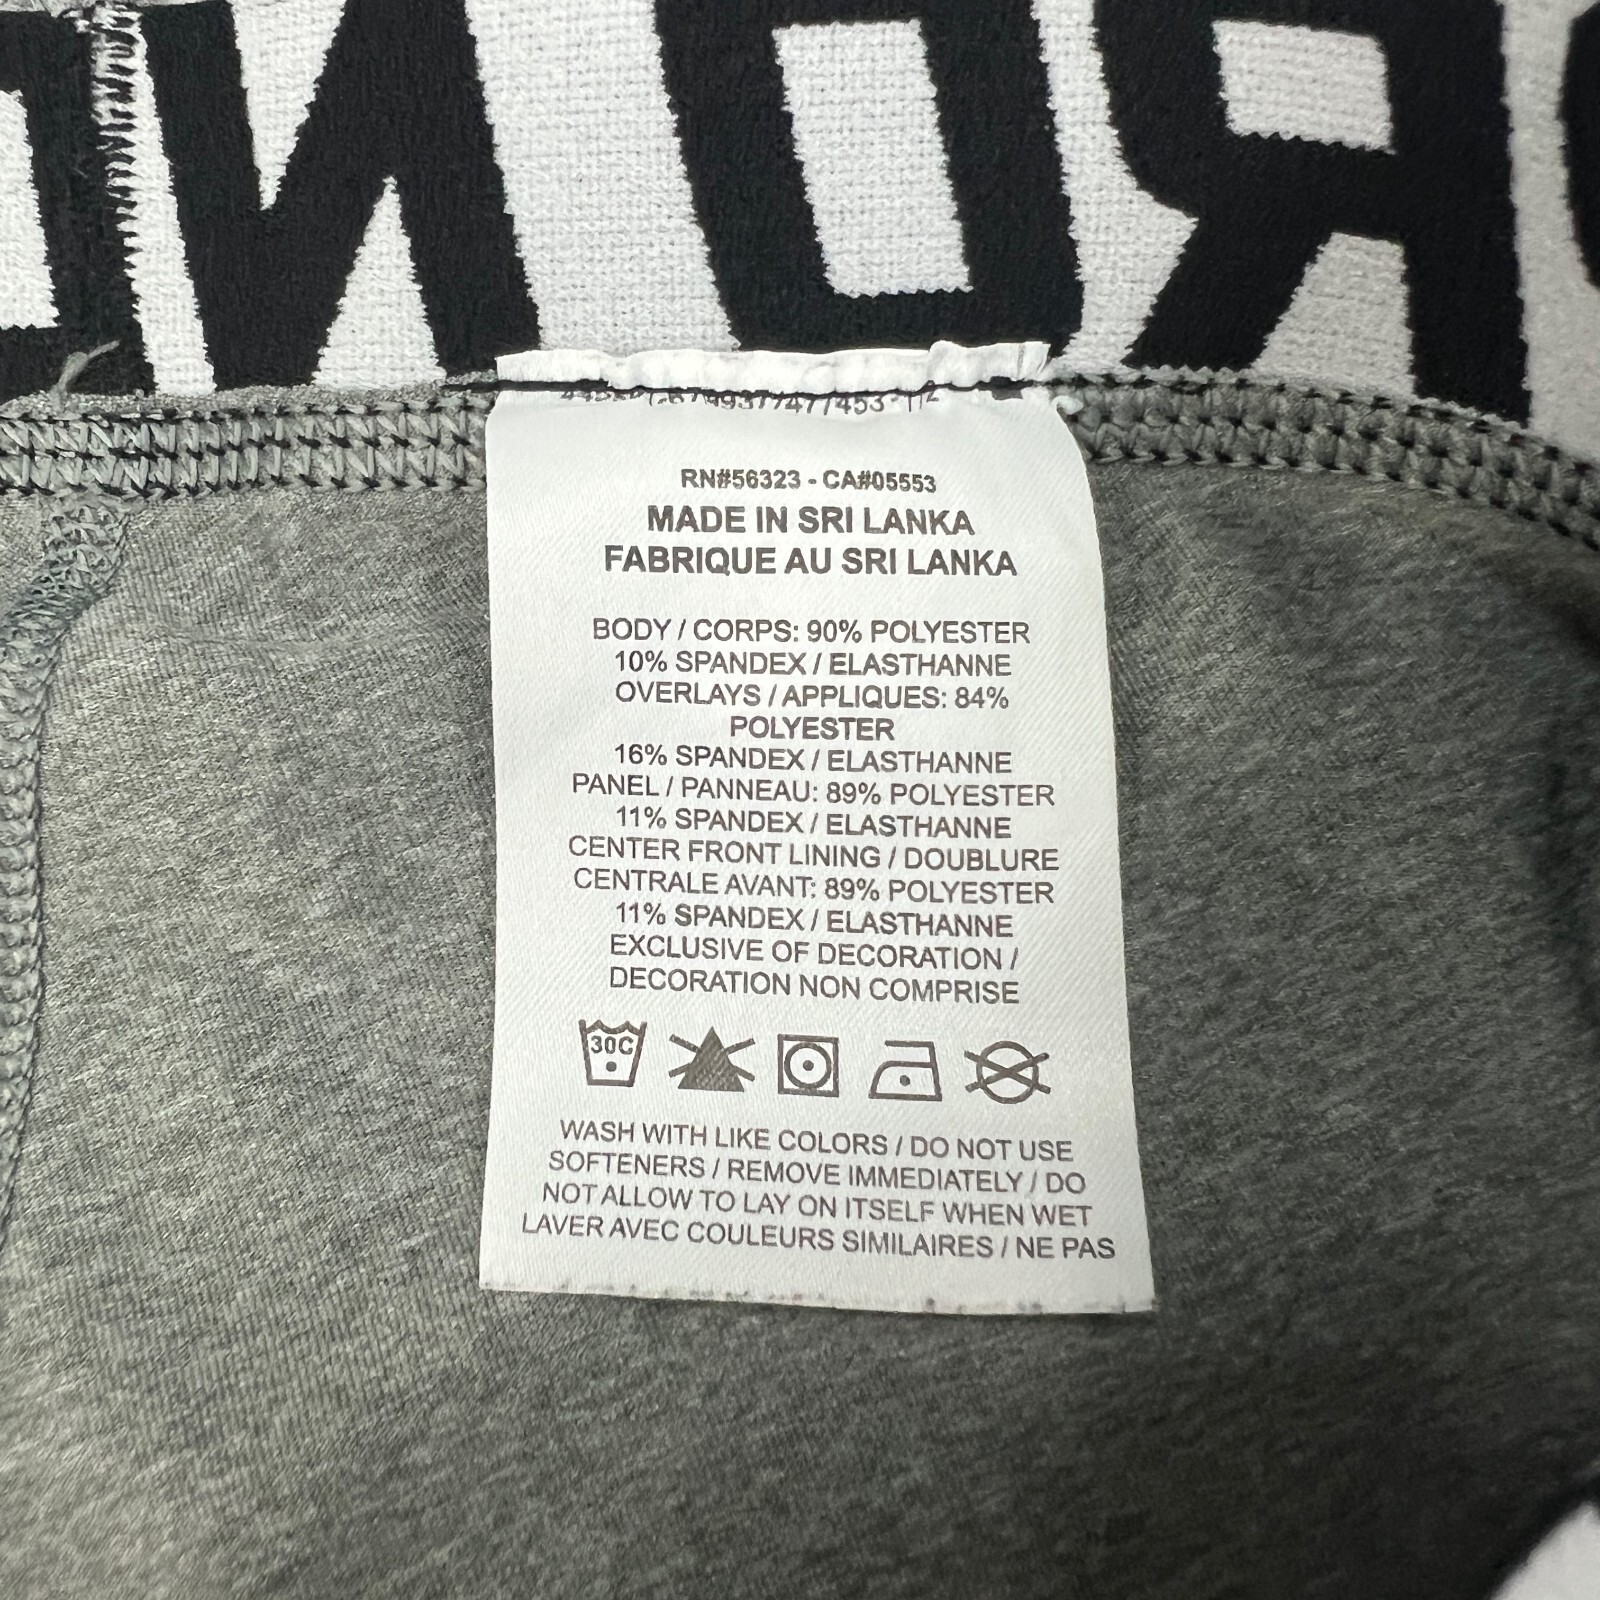 RN#56323 - CA#05553
MADE IN SRI LANKA
FABRIQUE AU SRI LANKA
BODY / CORPS: 90% POLYESTER
10% SPANDEX / ELASTHANNE
OVERLAYS / APPLIQUES: 84%
POLYESTER
16% SPANDEX / ELASTHANNE
PANEL / PANNEAU: 89% POLYESTER
11% SPANDEX / ELASTHANNE
CENTER FRONT LINING / DOUBLURE
CENTRALE AVANT: 89% POLYESTER
11% SPANDEX / ELASTHANNE
EXCLUSIVE OF DECORATION /
DECORATION NON COMPRISE
30C
WASH WITH LIKE COLORS / DO NOT USE
SOFTENERS / REMOVE IMMEDIATELY / DO
NOT ALLOW TO LAY ON ITSELF WHEN WET
LAVER AVEC COULEURS SIMILAIRES / NE PAS